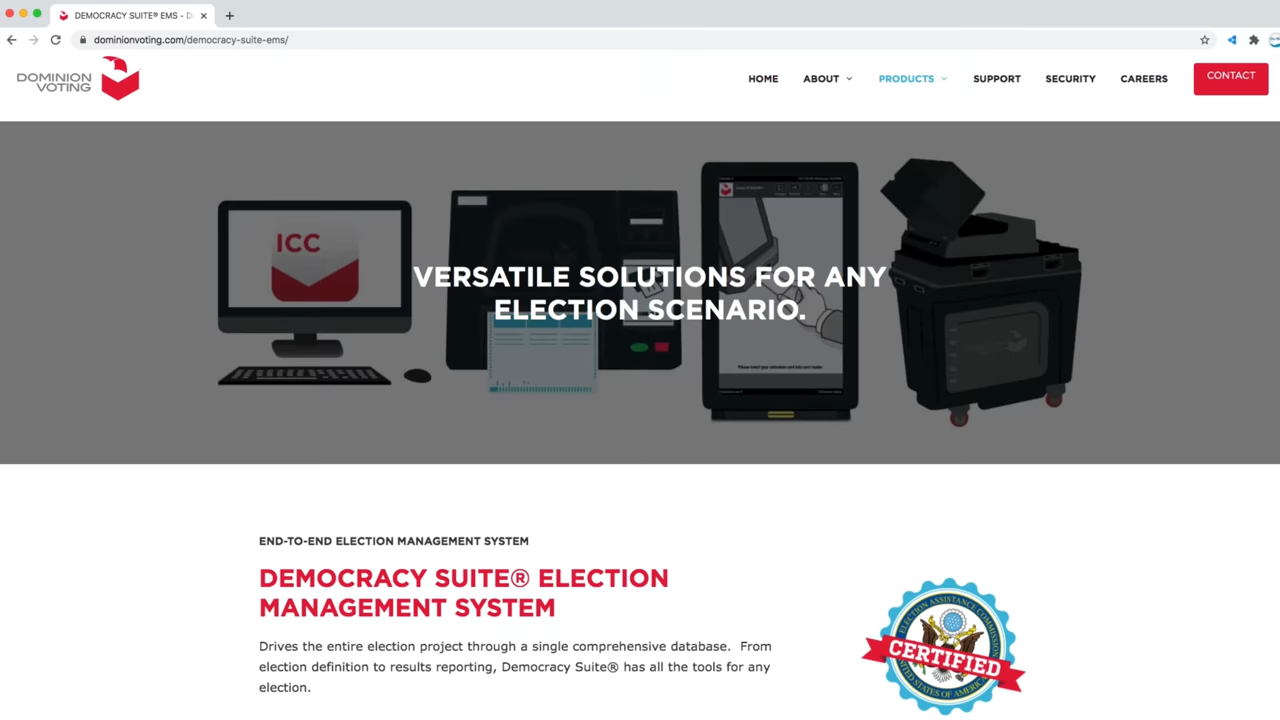 DEMOCRACY SUITE® EMS - D
dominionvoting.com/democracy-suite-ems/
DOMINION
VOTING
HOME
ABOUT
PRODUCTS
SUPPORT
SECURITY
CAREERS
CONTACT
ICC
VERSATILE SOLUTIONS FOR ANY
ELECTION SCENARIO.
END-TO-END ELECTION MANAGEMENT SYSTEM
DEMOCRACY SUITE® ELECTION
MANAGEMENT SYSTEM
Drives the entire election project through a single comprehensive database. From
election definition to results reporting, Democracy Suite® has all the tools for any
election.
ELECTION ASSISTANCE COMMISSION
CERTIFIED
UNITED STATES OF AMERICA